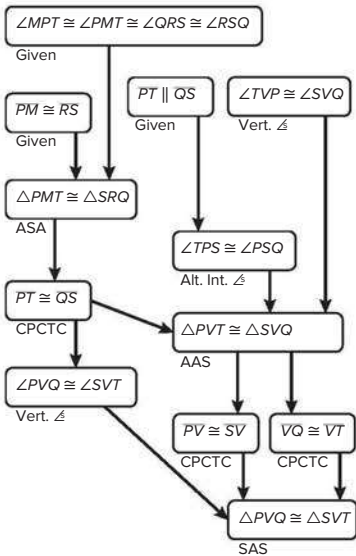 ∠MPT ≅ ∠PMT ≅ ∠QRS ≅ ∠RSQ
Given
PM ≅ RS
Given
PT ∥ QS
Given
∠TVP ≅ ∠SVQ
Vert. ∠s
△PMT ≅ △SRQ
ASA
∠TPS ≅ ∠PSQ
Alt. Int. ∠s
PT ≅ QS
CPCTC
△PVT ≅ △SVQ
AAS
∠PVQ ≅ ∠SVT
Vert. ∠s
PV ≅ SV
CPCTC
VQ ≅ VT
CPCTC
△PVQ ≅ △SVT
SAS